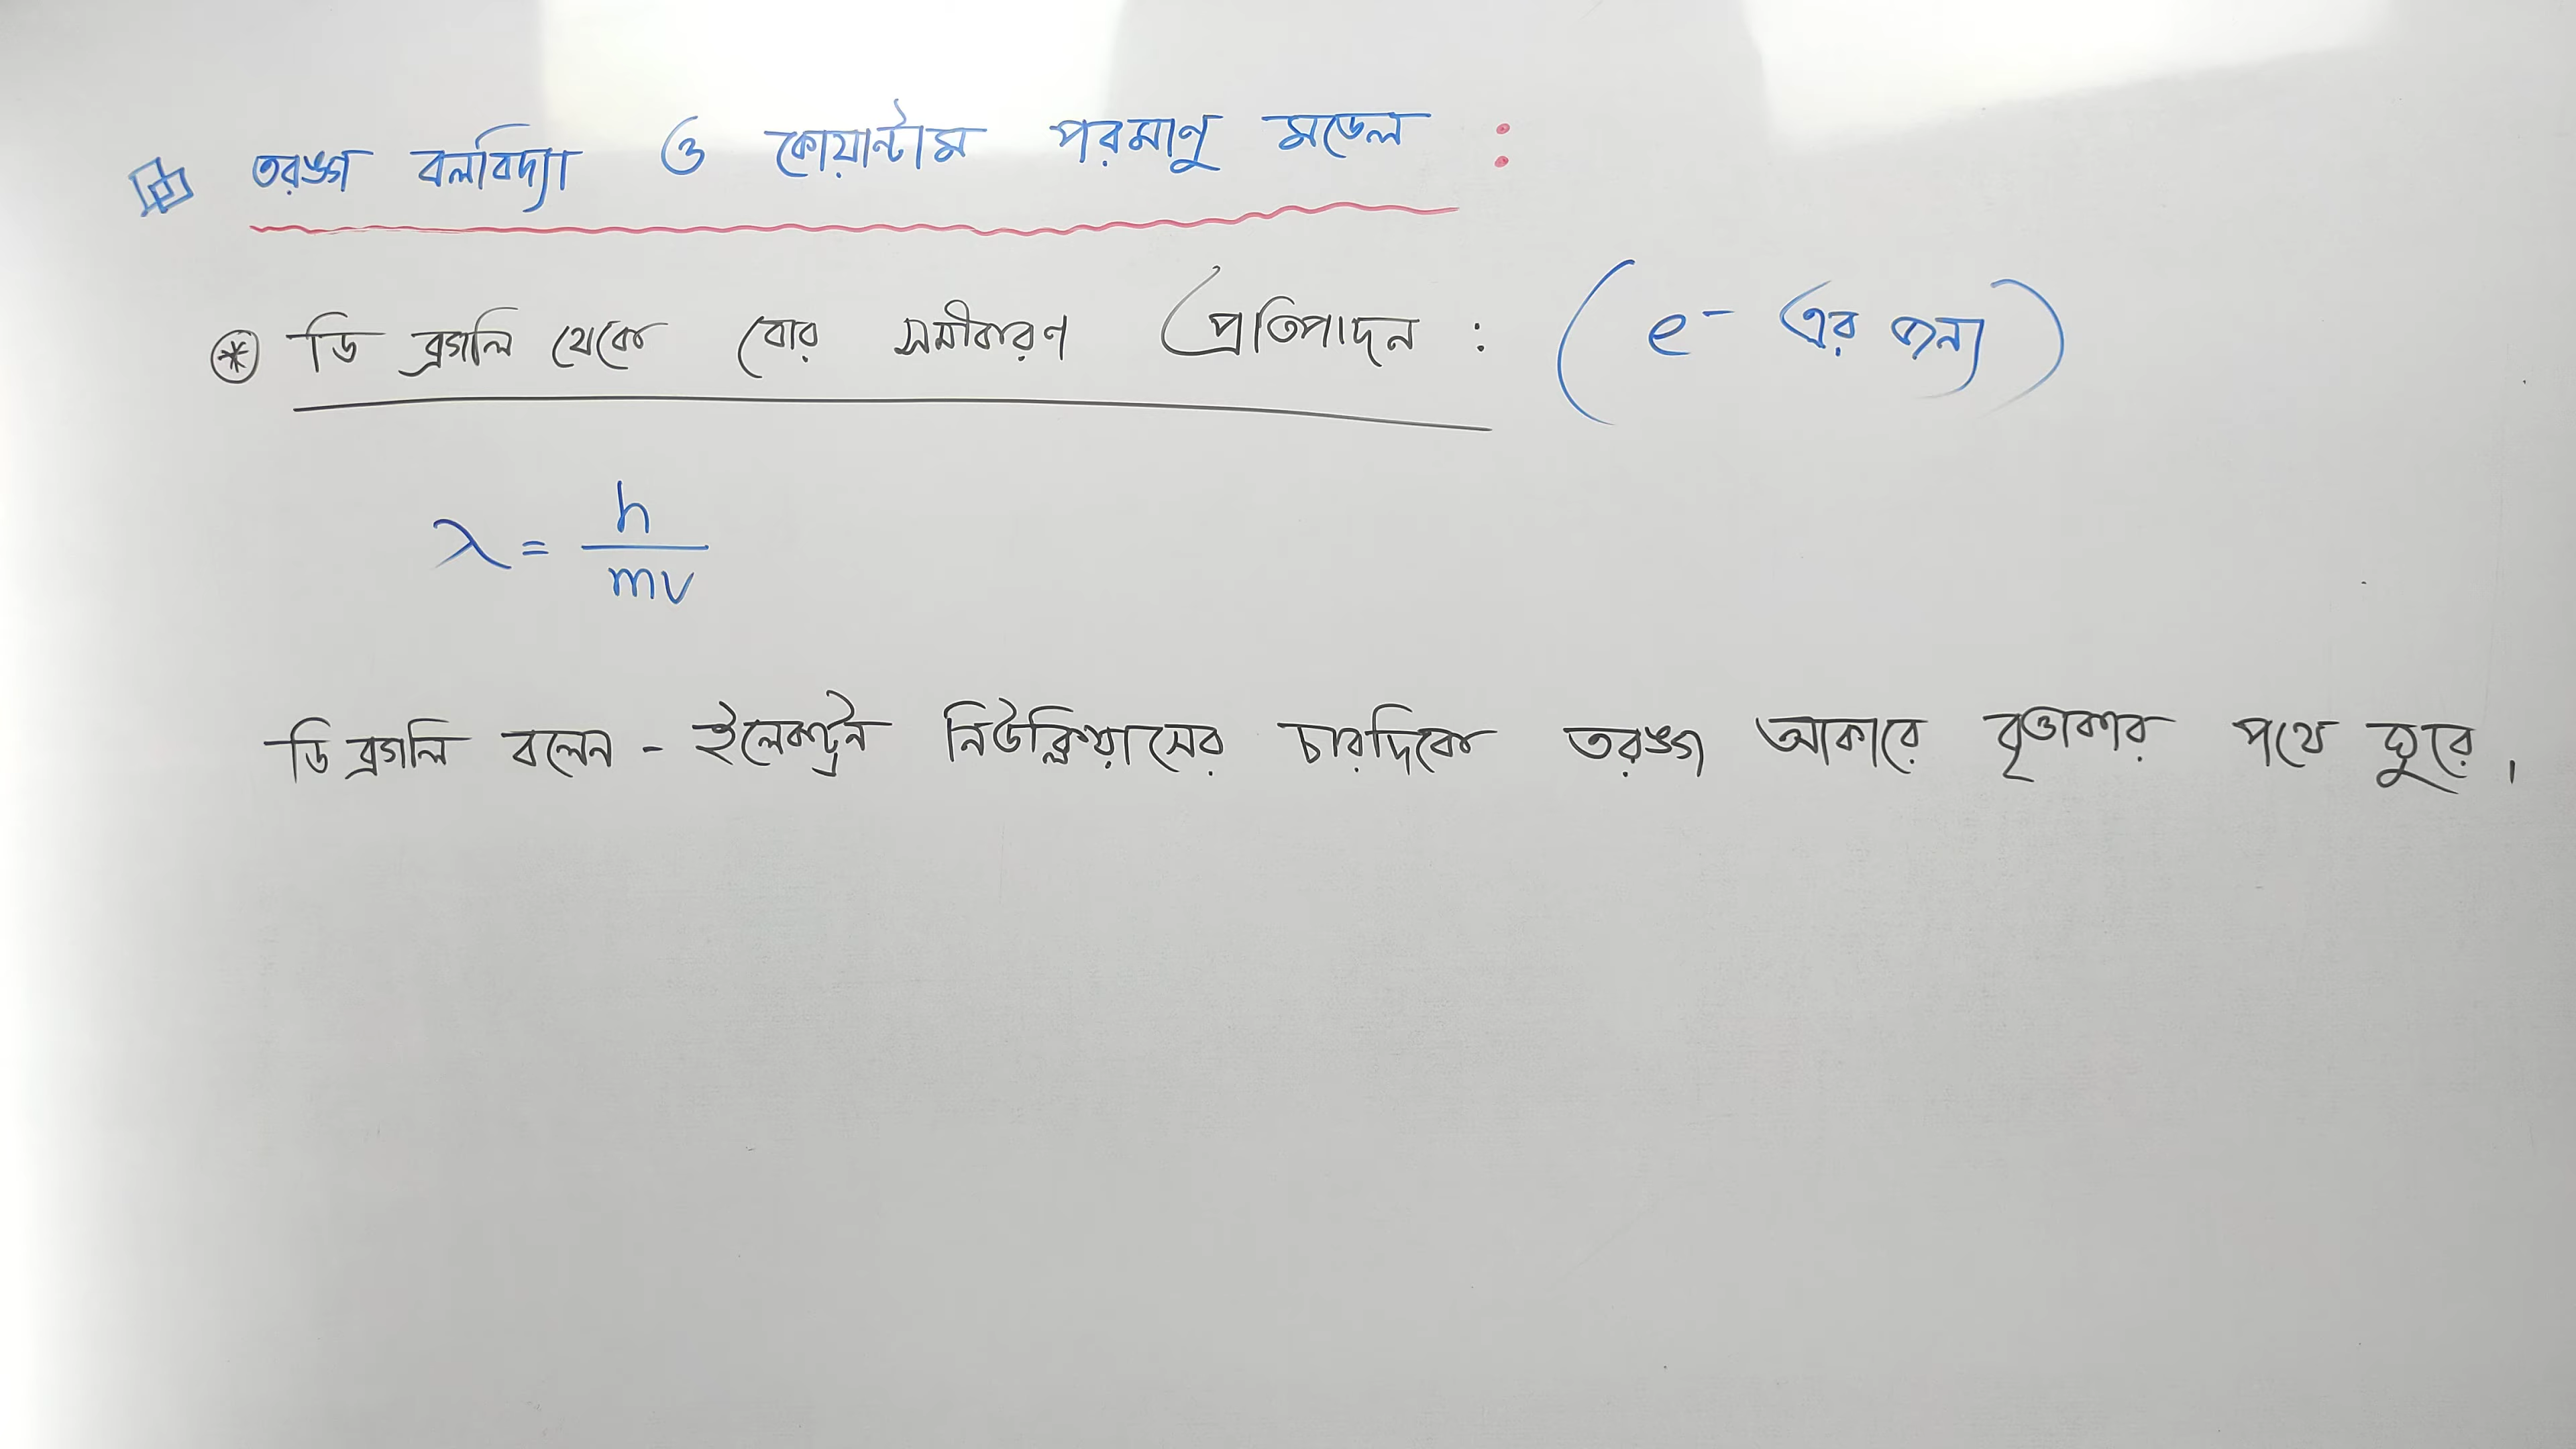 তরঙ্গ বলবিদ্যা ও কোয়ান্টাম পরমাণু মডেল :
* ডি ব্রগলি থেকে বোর সমীকরণ প্রতিপাদন : (e⁻ এর জন্য)
λ = h/mv
ডি ব্রগলি বলেন - ইলেকট্রন নিউক্লিয়াসের চারদিকে তরঙ্গ আকারে বৃত্তাকার পথে ঘুরে।